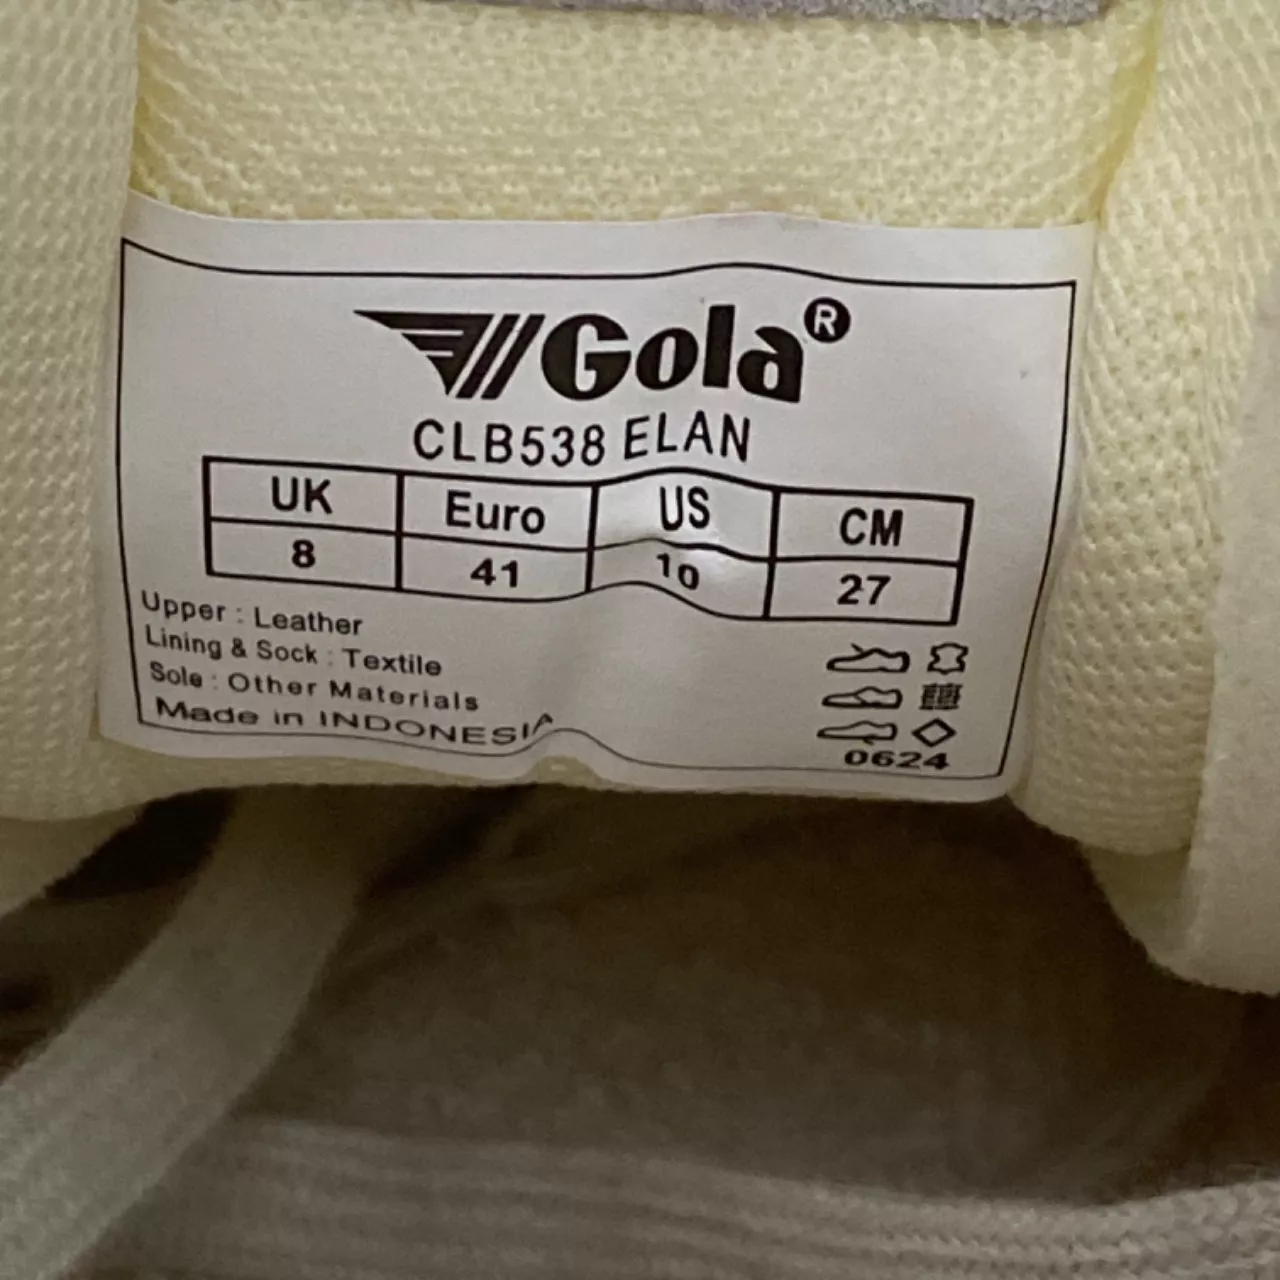 Gola®
CLB538 ELAN
UK Euro US CM
8 41 10 27
Upper : Leather
Lining & Sock : Textile
Sole : Other Materials
Made in INDONESIA
0624